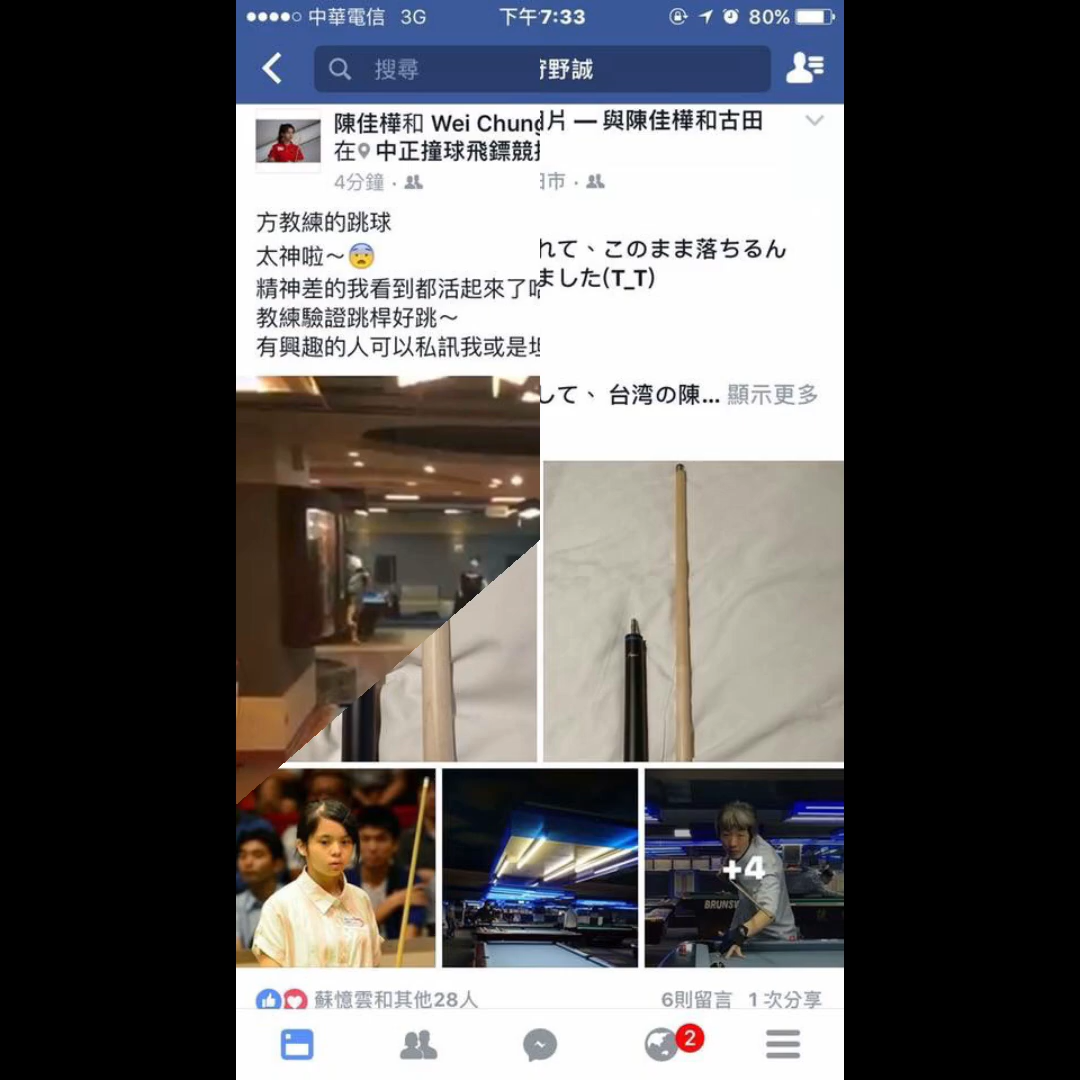 中華電信 3G 下午7:33 80%
搜尋 野誠
陳佳樺和 Wei Chung
片 — 與陳佳樺和古田
在 中正撞球飛鏢競
4分鐘 ·
市 ·
方教練的跳球
太神啦～
れて、このまま落ちるん
ました(T_T)
精神差的我看到都活起來了
教練驗證跳桿好跳～
有興趣的人可以私訊我或是
して、 台湾の陳... 顯示更多
+4
BRUNSW
蘇憶雲和其他28人 6則留言 1 次分享
2